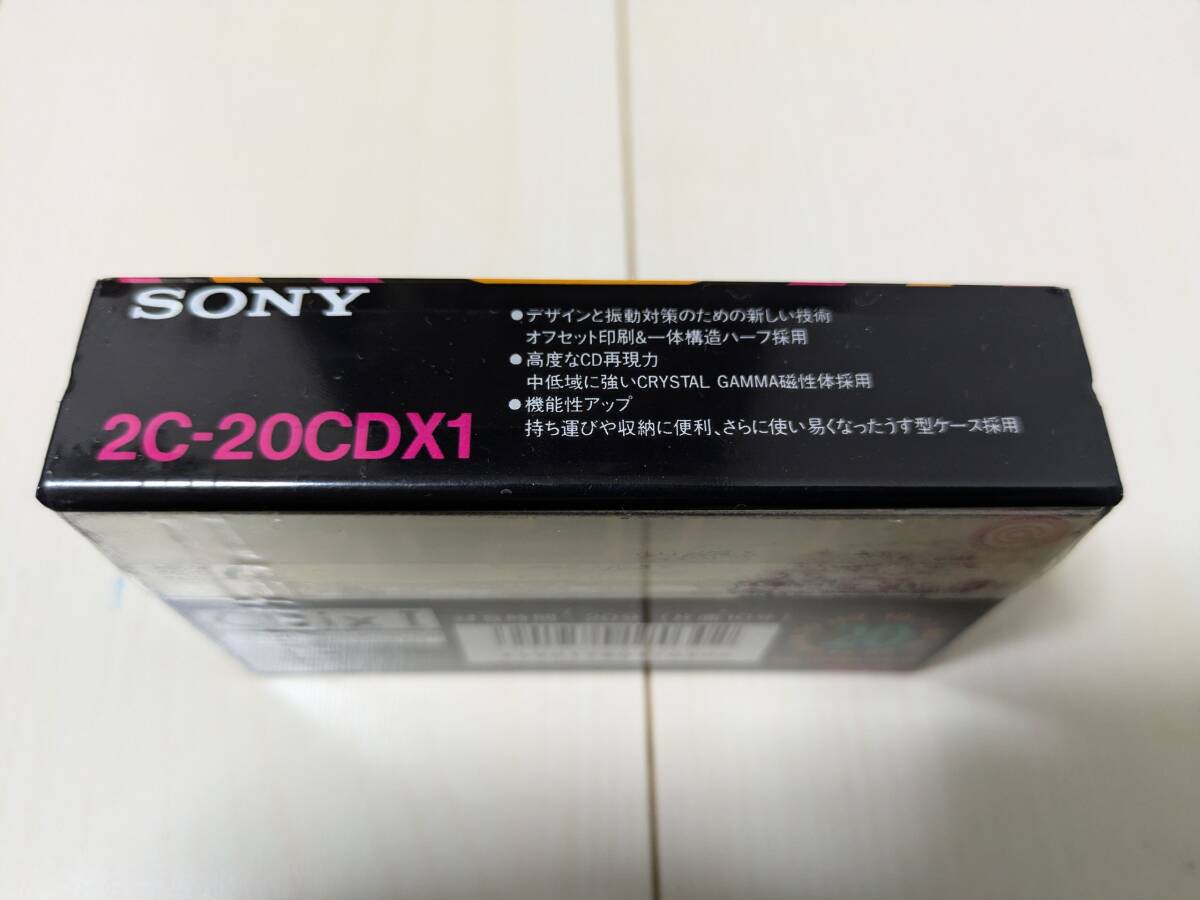 SONY
2C-20CDX1
●デザインと振動対策のための新しい技術
オフセット印刷&一体構造ハーフ採用
●高度なCD再現力
中低域に強いCRYSTAL GAMMA磁性体採用
●機能性アップ
持ち運びや収納に便利、さらに使い易くなったうす型ケース採用
20